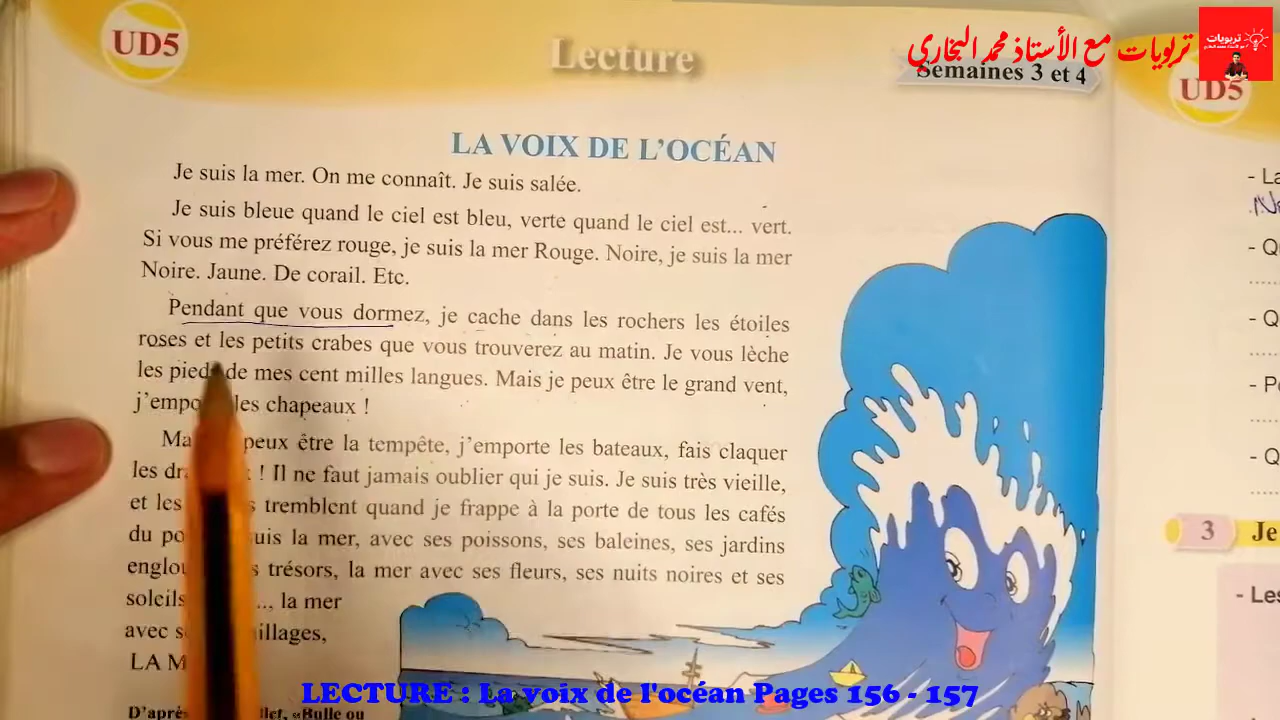 UD5
Lecture
تربويات مع الأستاذ محمد البخاري
تربويات
Semaines 3 et 4
UD5
LA VOIX DE L'OCÉAN
Je suis la mer. On me connaît. Je suis salée.
Je suis bleue quand le ciel est bleu, verte quand le ciel est... vert.
Si vous me préférez rouge, je suis la mer Rouge. Noire, je suis la mer
Noire. Jaune. De corail. Etc.
Pendant que vous dormez, je cache dans les rochers les étoiles
roses et les petits crabes que vous trouverez au matin. Je vous lèche
les pieds de mes cent milles langues. Mais je peux être le grand vent,
les chapeaux !
peux être la tempête, j'emporte les bateaux, fais claquer
les ! Il ne faut jamais oublier qui je suis. Je suis très vieille,
et les tremblent quand je frappe à la porte de tous les cafés
du la mer, avec ses poissons, ses baleines, ses jardins
trésors, la mer avec ses fleurs, ses nuits noires et ses
soleils ..., la mer
avec
LA
3 Je
- Les
LECTURE : La voix de l'océan Pages 156 - 157